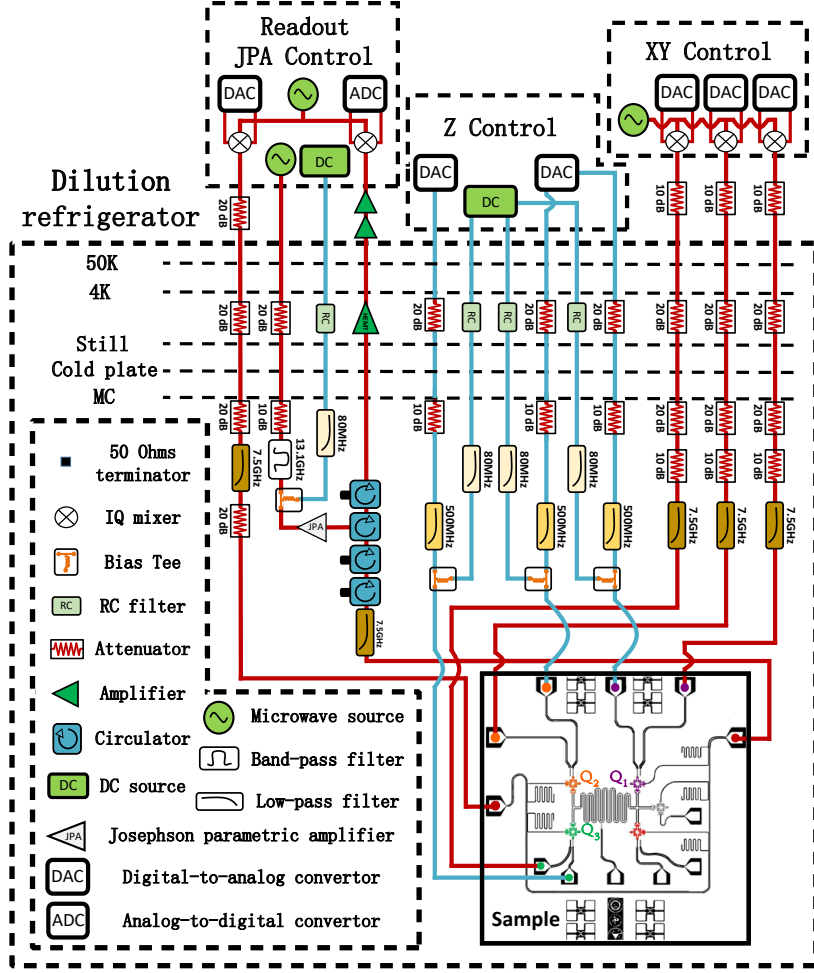 Readout
JPA Control
DAC
ADC
DC
XY Control
DAC
DAC
DAC
Z Control
DAC
DAC
DC
Dilution
refrigerator
20 dB
10 dB
10 dB
10 dB
50K
4K
20 dB
20 dB
RC
HEMT
20 dB
RC
RC
20 dB
RC
20 dB
20 dB
20 dB
20 dB
Still
Cold plate
MC
20 dB
10 dB
80MHz
10 dB
10 dB
10 dB
20 dB
20 dB
20 dB
7.5GHz
13.1GHz
80MHz
80MHz
80MHz
10 dB
10 dB
10 dB
20 dB
JPA
500MHz
500MHz
500MHz
7.5GHz
7.5GHz
7.5GHz
7.5GHz
50 Ohms
terminator
IQ mixer
Bias Tee
RC
RC filter
Attenuator
Amplifier
Circulator
DC
DC source
JPA
Josephson parametric amplifier
DAC
Digital-to-analog convertor
ADC
Analog-to-digital convertor
Microwave source
Band-pass filter
Low-pass filter
Q2
Q1
Q3
Sample